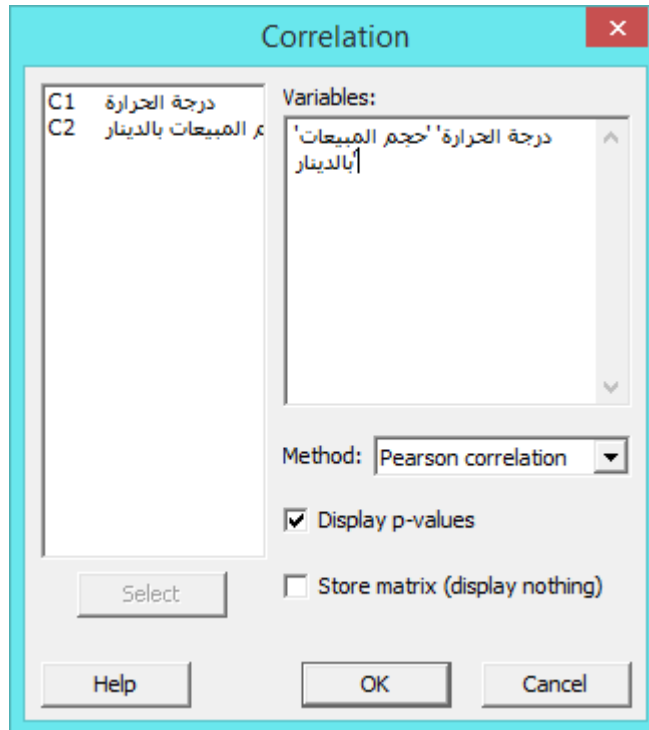 Correlation
C1 درجة الحرارة
C2 م المبيعات بالدينار
Variables:
'درجة الحرارة' 'حجم المبيعات
بالدينار'
Method: Pearson correlation
Display p-values
Store matrix (display nothing)
Select
Help
OK
Cancel